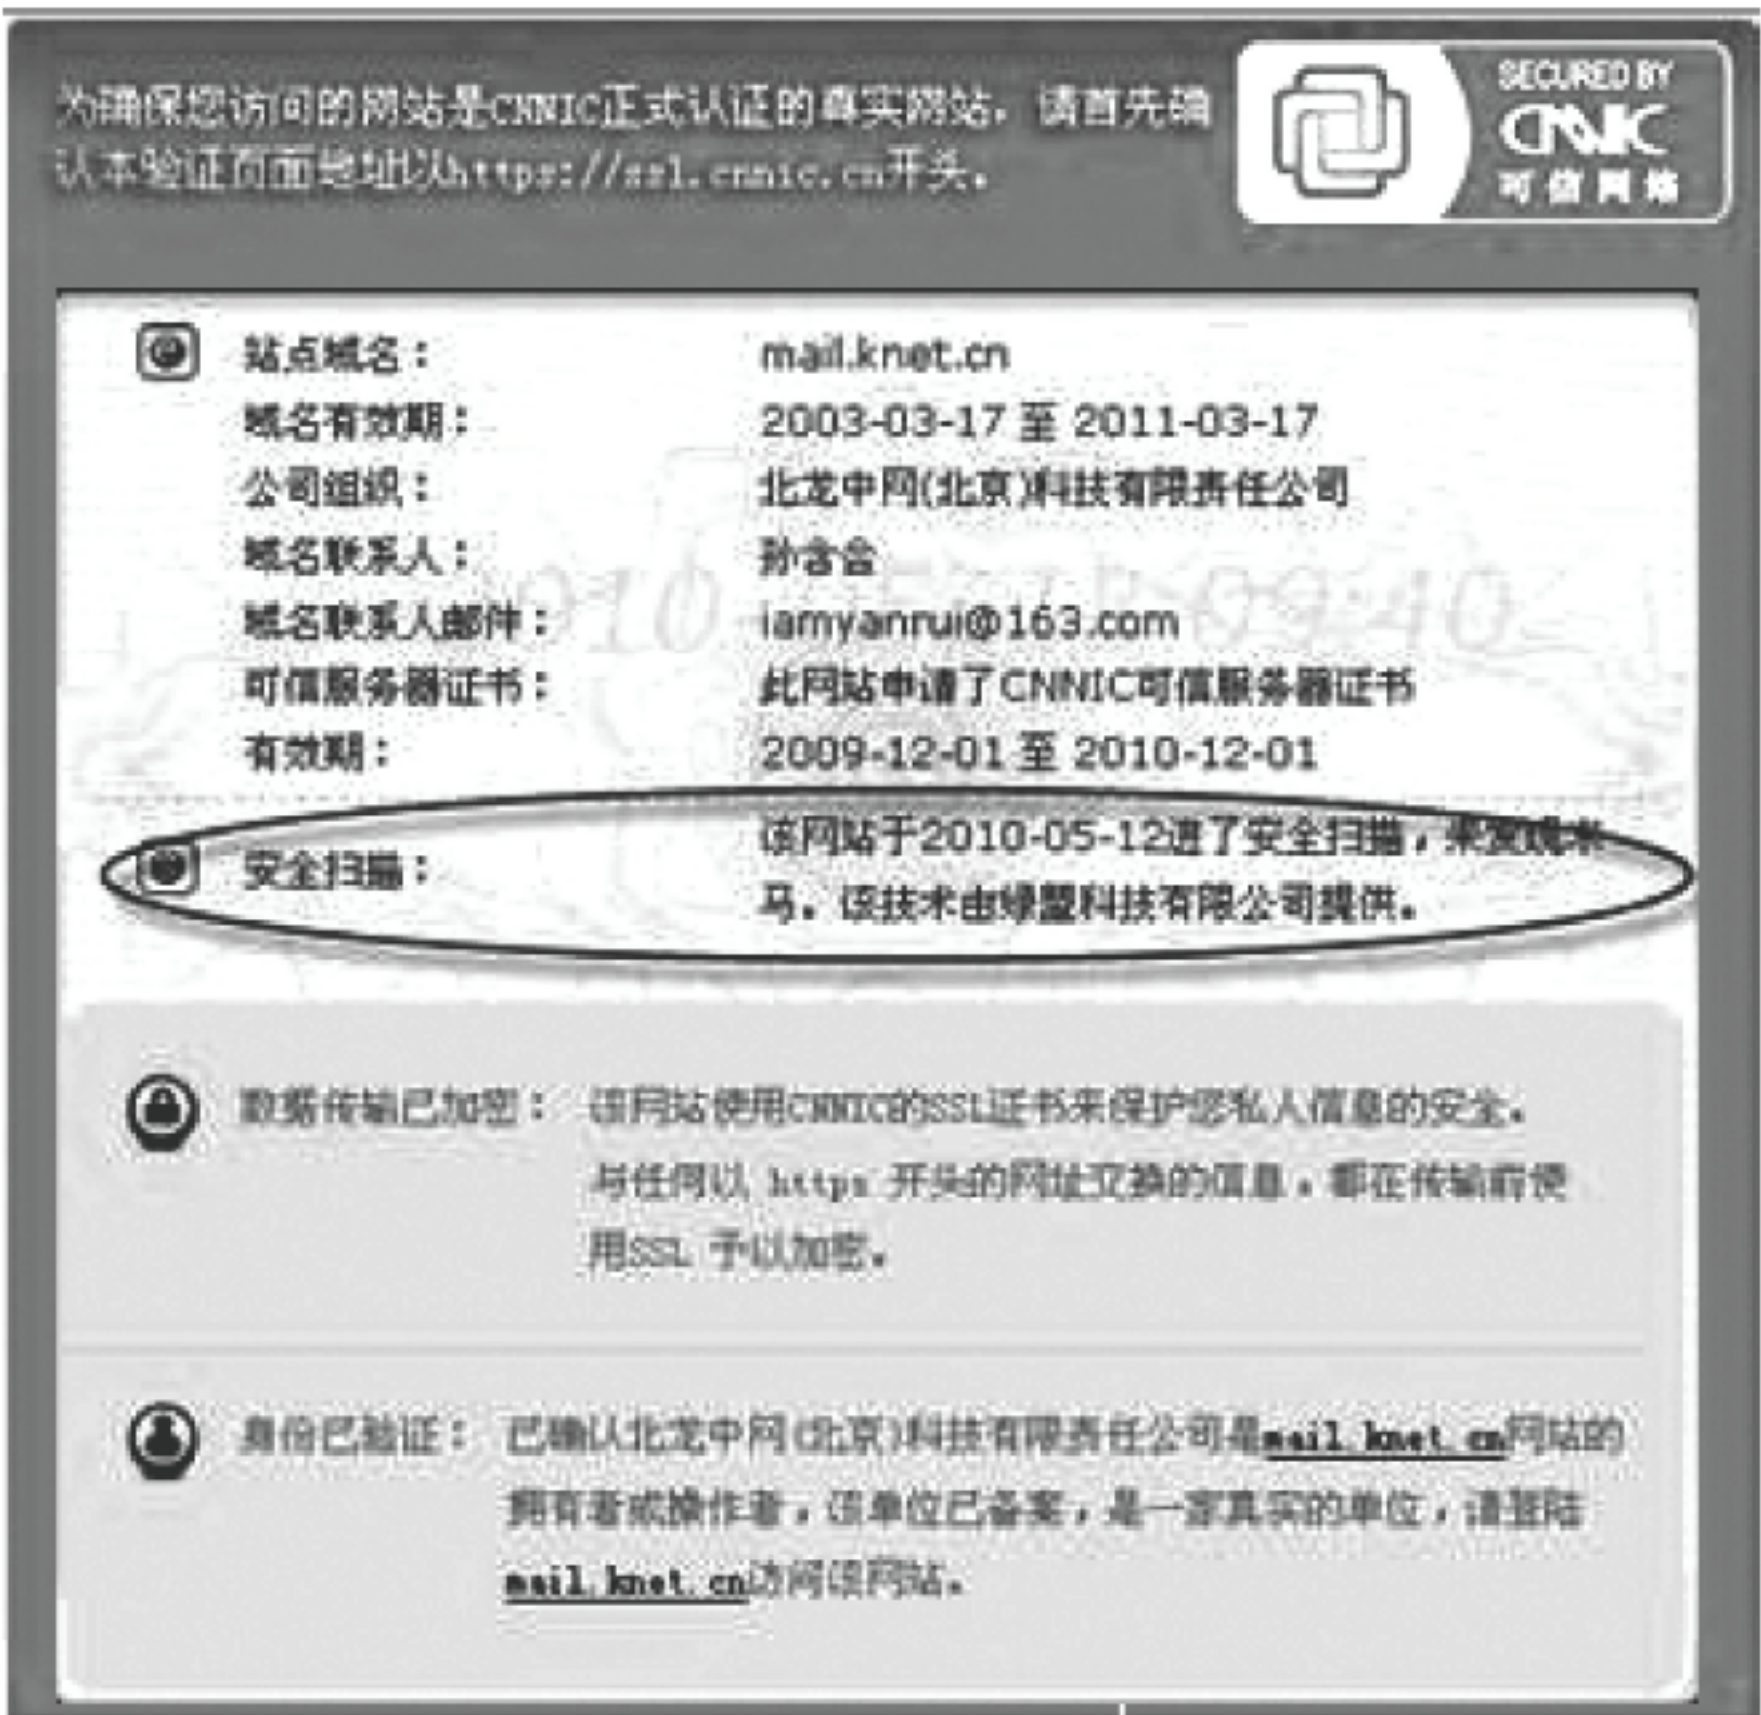 为确保您访问的网站是CNNIC正式认证的真实网站，请首先确
认本验证页面地址以https://ssl.cnnic.cn开头。
SECURED BY
CNNIC
可信网站
站点域名：
mail.knet.cn
域名有效期：
2003-03-17 至 2011-03-17
公司组织：
北龙中网(北京)科技有限责任公司
域名联系人：
域名联系人邮件：
iamyanrui@163.com
可信服务器证书：
此网站申请了CNNIC可信服务器证书
有效期：
2009-12-01 至 2010-12-01
安全扫描：
该网站于2010-05-12进了安全扫描，未发现木
马。该技术由绿盟科技有限公司提供。
数据传输已加密：
该网站使用CNNIC的SSL证书来保护您私人信息的安全。
与任何以 https 开头的网址交换的信息，都在传输前使
用SSL 予以加密。
身份已验证：
已确认北龙中网(北京)科技有限责任公司是mail.knet.cn网站的
拥有者或操作者，该单位已备案，是一家真实的单位，请登陆
mail.knet.cn访问该网站。